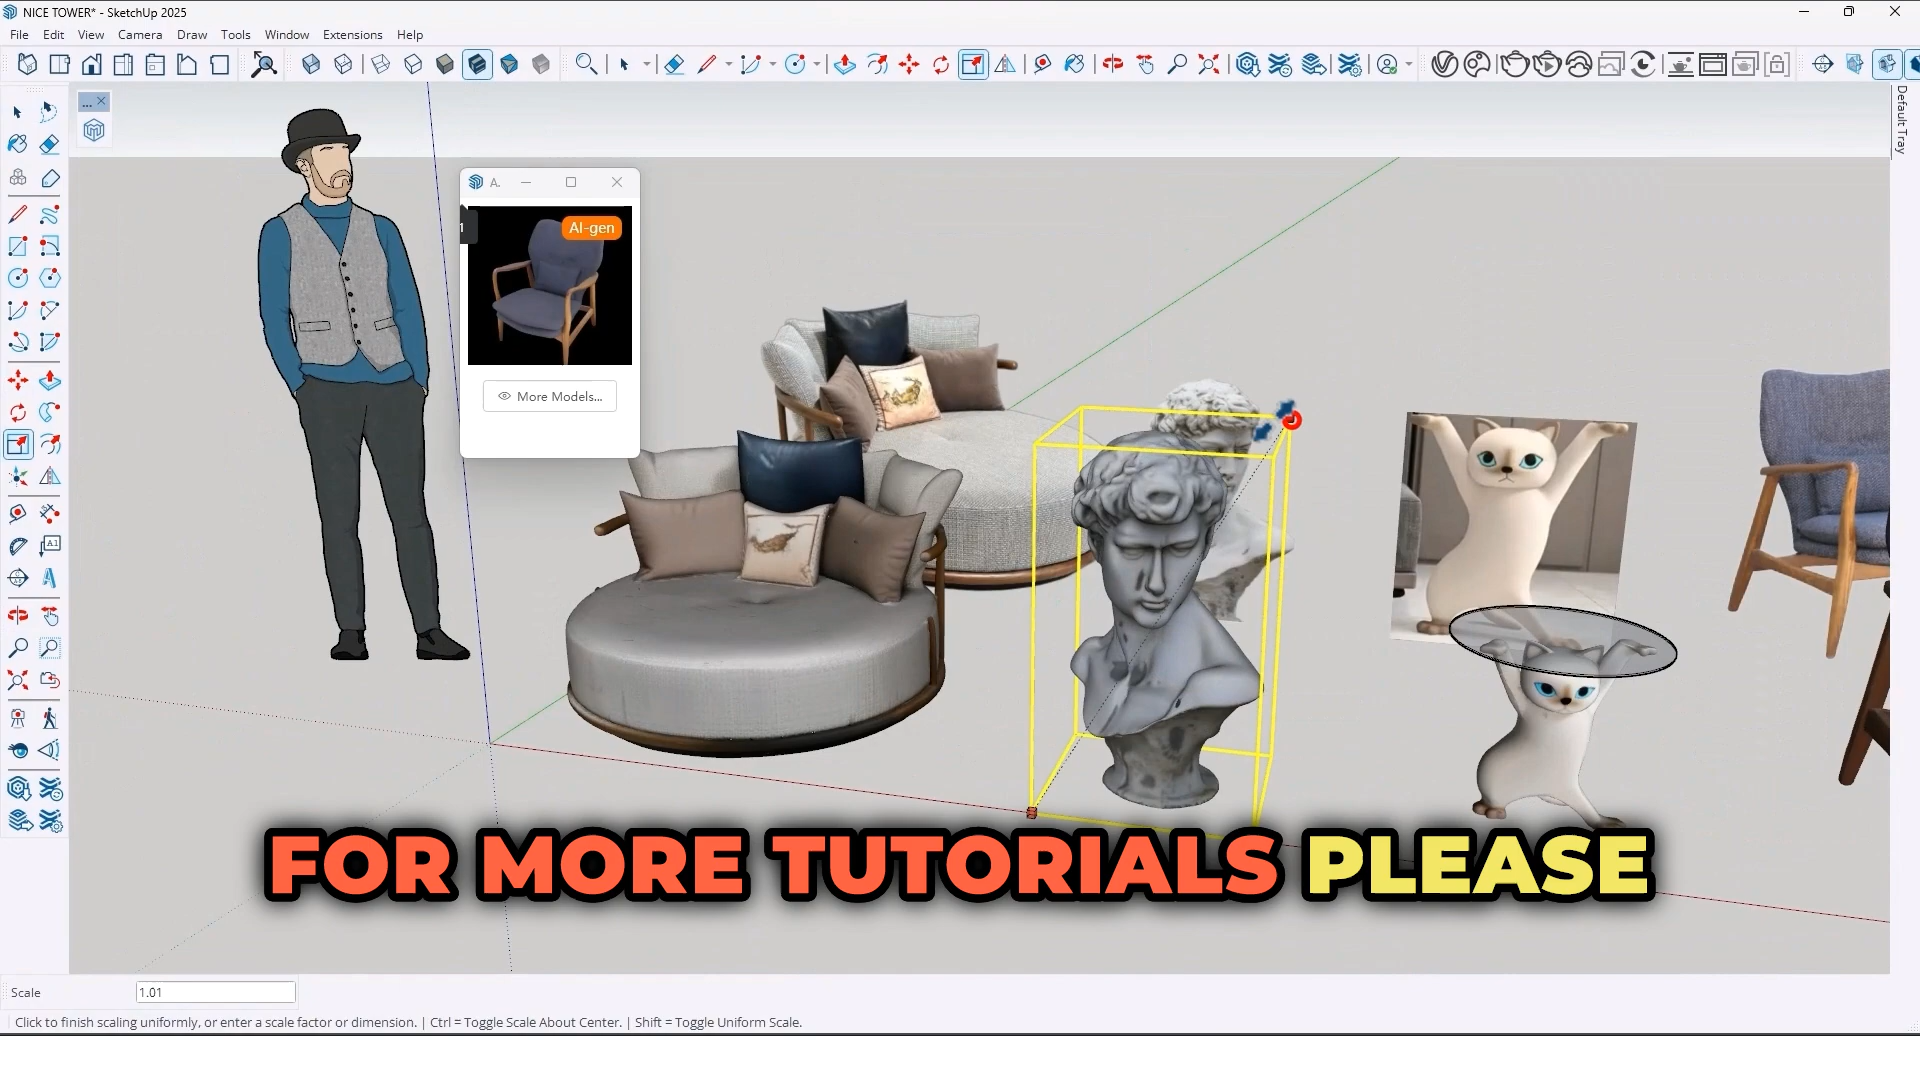 NICE TOWER* - SketchUp 2025
File Edit View Camera Draw Tools Window Extensions Help
...
Default Tray
A.
AI-gen
More Models...
FOR MORE TUTORIALS PLEASE
Scale 1.01
Click to finish scaling uniformly, or enter a scale factor or dimension. | Ctrl = Toggle Scale About Center. | Shift = Toggle Uniform Scale.